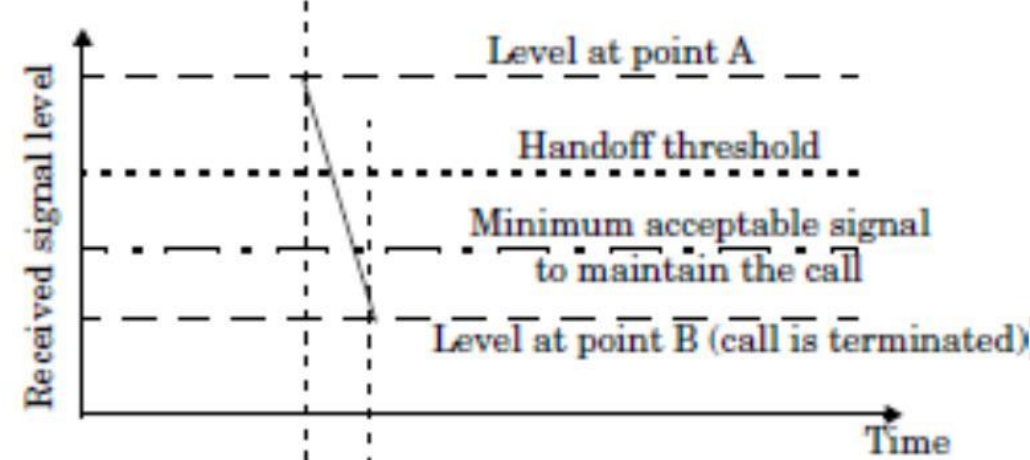 Level at point A
Handoff threshold
Minimum acceptable signal
to maintain the call
Level at point B (call is terminated)
Received signal level
Time